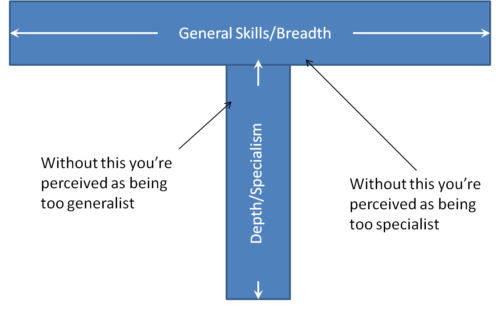 General Skills/Breadth
Depth/Specialism
Without this you're
perceived as being
too generalist
Without this you're
perceived as being
too specialist